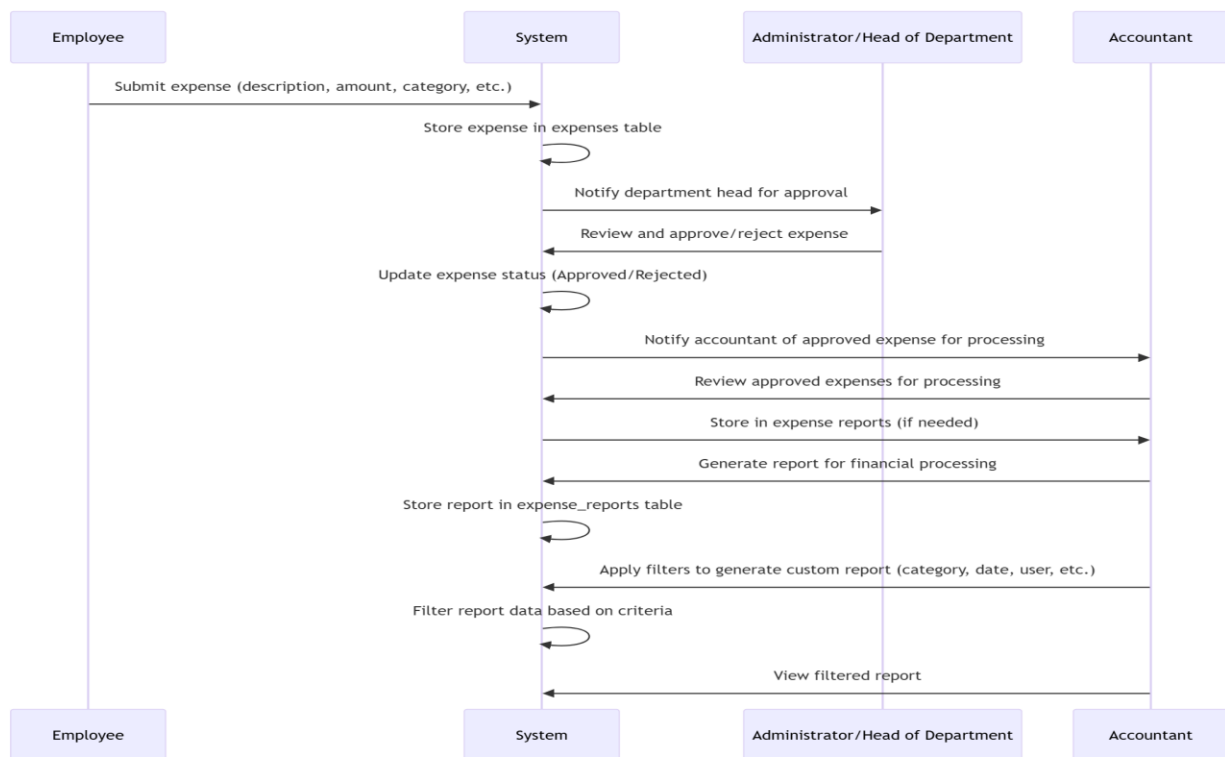 Employee
System
Administrator/Head of Department
Accountant
Submit expense (description, amount, category, etc.)
Store expense in expenses table
Notify department head for approval
Review and approve/reject expense
Update expense status (Approved/Rejected)
Notify accountant of approved expense for processing
Review approved expenses for processing
Store in expense reports (if needed)
Generate report for financial processing
Store report in expense_reports table
Apply filters to generate custom report (category, date, user, etc.)
Filter report data based on criteria
View filtered report
Employee
System
Administrator/Head of Department
Accountant